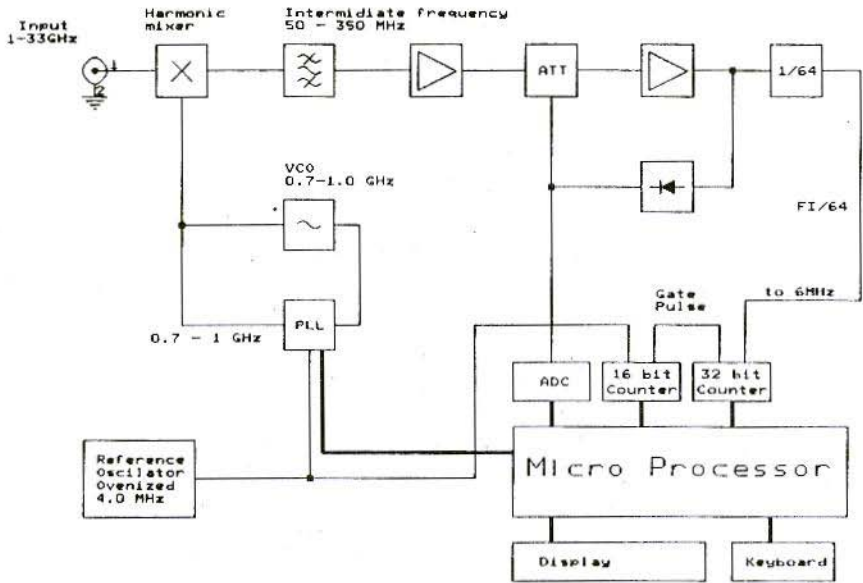 Input
1-33GHz
Harmonic
mixer
Intermidiate frequency
50 - 350 MHz
ATT
1/64
VCO
0.7-1.0 GHz
FI/64
PLL
0.7 - 1 GHz
Gate
Pulse
to 6MHz
ADC
16 bit
Counter
32 bit
Counter
Reference
Oscilator
Ovenized
4.0 MHz
Micro Processor
Display
Keyboard